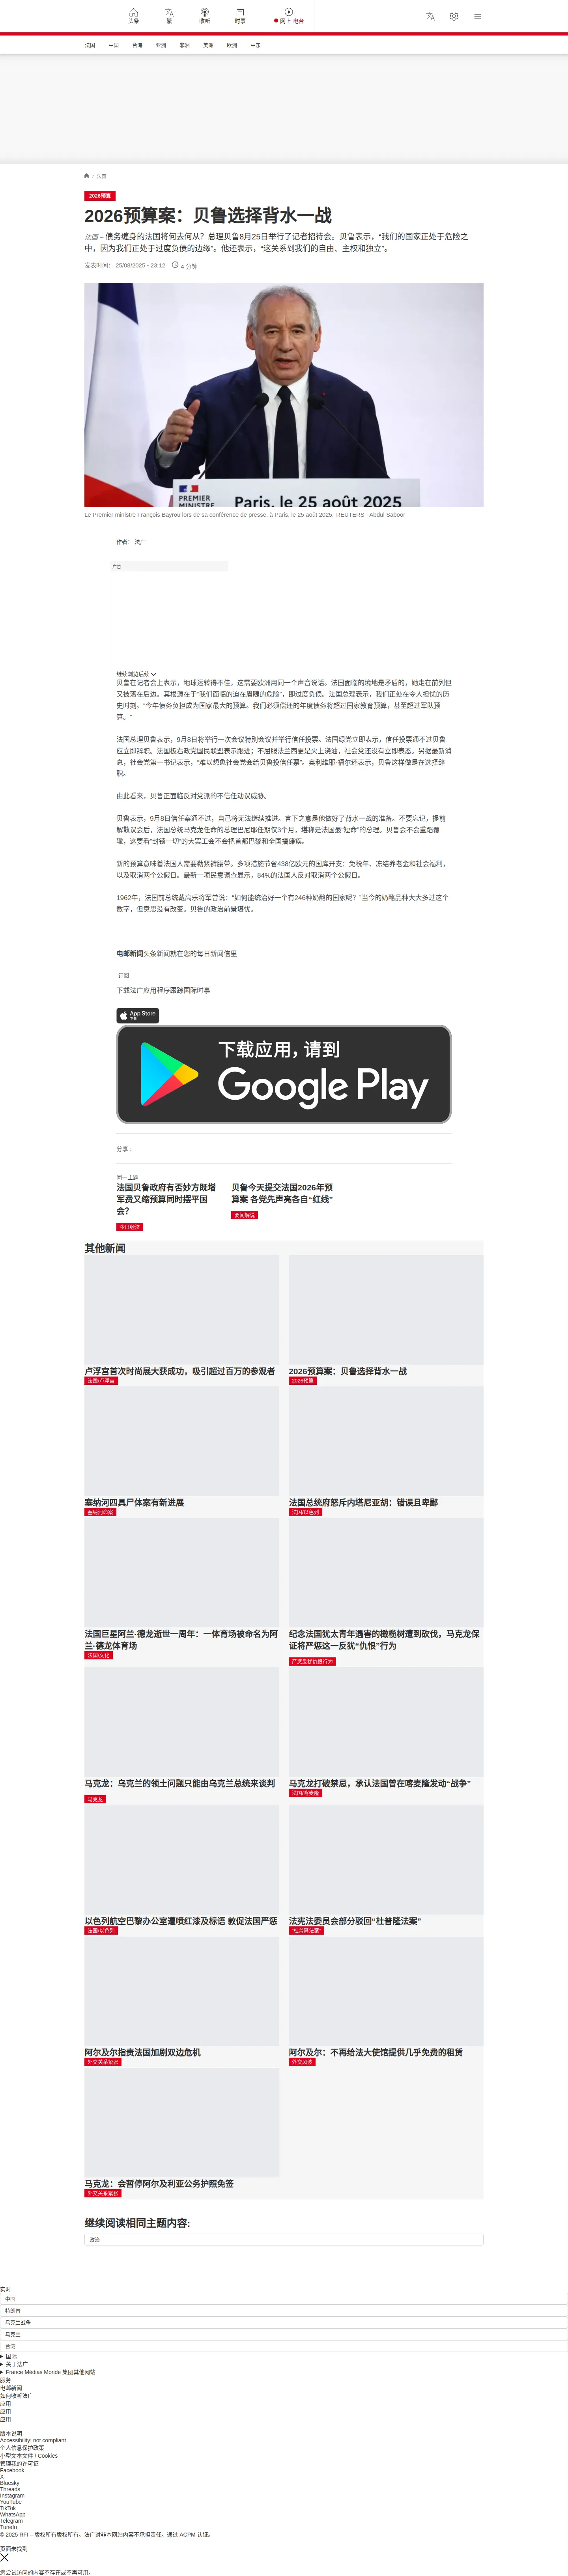 头条
繁
收听
时事
网上 电台
法国 中国 台海 亚洲 非洲 美洲 欧洲 中东
/ 法国
2026预算
2026预算案：贝鲁选择背水一战
法国 – 债务缠身的法国将何去何从？总理贝鲁8月25日举行了记者招待会。贝鲁表示，“我们的国家正处于危险之
中，因为我们正处于过度负债的边缘”。他还表示，“这关系到我们的自由、主权和独立”。
发表时间： 25/08/2025 - 23:12 4 分钟
PREMIER
MINISTRE
Paris, le 25 août 2025
Le Premier ministre François Bayrou lors de sa conférence de presse, à Paris, le 25 août 2025. REUTERS - Abdul Saboor
作者： 法广
广告
继续浏览后续
贝鲁在记者会上表示，地球运转得不佳，这需要欧洲用同一个声音说话。法国面临的境地是矛盾的，她走在前列但
又被落在后边。其根源在于“我们面临的迫在眉睫的危险”，即过度负债。法国总理表示，我们正处在令人担忧的历
史时刻。“今年债务负担成为国家最大的预算。我们必须偿还的年度债务将超过国家教育预算，甚至超过军队预
算。”
法国总理贝鲁表示，9月8日将举行一次会议特别会议并举行信任投票。法国绿党立即表示，信任投票通不过贝鲁
应立即辞职。法国极右政党国民联盟表示跟进；不屈服法兰西更是火上浇油，社会党还没有立即表态。另据最新消
息，社会党第一书记表示，“难以想象社会党会给贝鲁投信任票”。奥利维耶·福尔还表示，贝鲁这样做是在选择辞
职。
由此看来，贝鲁正面临反对党派的不信任动议威胁。
贝鲁表示，9月8日信任案通不过，自己将无法继续推进。言下之意是他做好了背水一战的准备。不要忘记，提前
解散议会后，法国总统马克龙任命的总理巴尼耶任期仅3个月，堪称是法国最“短命”的总理。贝鲁会不会重蹈覆
辙，这要看“封锁一切”的大罢工会不会把首都巴黎和全国搞瘫痪。
新的预算意味着法国人需要勒紧裤腰带。多项措施节省438亿欧元的国库开支：免税年、冻结养老金和社会福利，
以及取消两个公假日。最新一项民意调查显示，84%的法国人反对取消两个公假日。
1962年，法国前总统戴高乐将军曾说：“如何能统治好一个有246种奶酪的国家呢？”当今的奶酪品种大大多过这个
数字，但意思没有改变。贝鲁的政治前景堪忧。
电邮新闻头条新闻就在您的每日新闻信里
订阅
下载法广应用程序跟踪国际时事
App Store
下载
下载应用，请到
Google Play
分享 :
同一主题
法国贝鲁政府有否妙方既增
军费又缩预算同时摆平国
会？
今日经济
贝鲁今天提交法国2026年预
算案 各党先声亮各自“红线”
要闻解说
其他新闻
卢浮宫首次时尚展大获成功，吸引超过百万的参观者
法国/卢浮宫
2026预算案：贝鲁选择背水一战
2026预算
塞纳河四具尸体案有新进展
塞纳河命案
法国总统府怒斥内塔尼亚胡：错误且卑鄙
法国/以色列
法国巨星阿兰·德龙逝世一周年：一体育场被命名为阿
兰·德龙体育场
法国/文化
纪念法国犹太青年遇害的橄榄树遭到砍伐，马克龙保
证将严惩这一反犹“仇恨”行为
严惩反犹仇恨行为
马克龙：乌克兰的领土问题只能由乌克兰总统来谈判
马克龙
马克龙打破禁忌，承认法国曾在喀麦隆发动“战争”
法国/喀麦隆
以色列航空巴黎办公室遭喷红漆及标语 敦促法国严惩
法国/以色列
法宪法委员会部分驳回“杜普隆法案”
“杜普隆法案”
阿尔及尔指责法国加剧双边危机
外交关系紧张
阿尔及尔：不再给法大使馆提供几乎免费的租赁
外交风波
马克龙：会暂停阿尔及利亚公务护照免签
外交关系紧张
继续阅读相同主题内容:
政治
实时
中国
特朗普
乌克兰战争
乌克兰
台湾
国际
关于法广
France Médias Monde 集团其他网站
服务
电邮新闻
如何收听法广
应用
应用
应用
版本说明
Accessibility: not compliant
个人信息保护政策
小型文本文件 / Cookies
管理我的许可证
Facebook
X
Bluesky
Threads
Instagram
YouTube
TikTok
WhatsApp
Telegram
TuneIn
© 2025 RFI – 版权所有版权所有。法广对非本网站内容不承担责任。通过 ACPM 认证。
页面未找到
您尝试访问的内容不存在或不再可用。